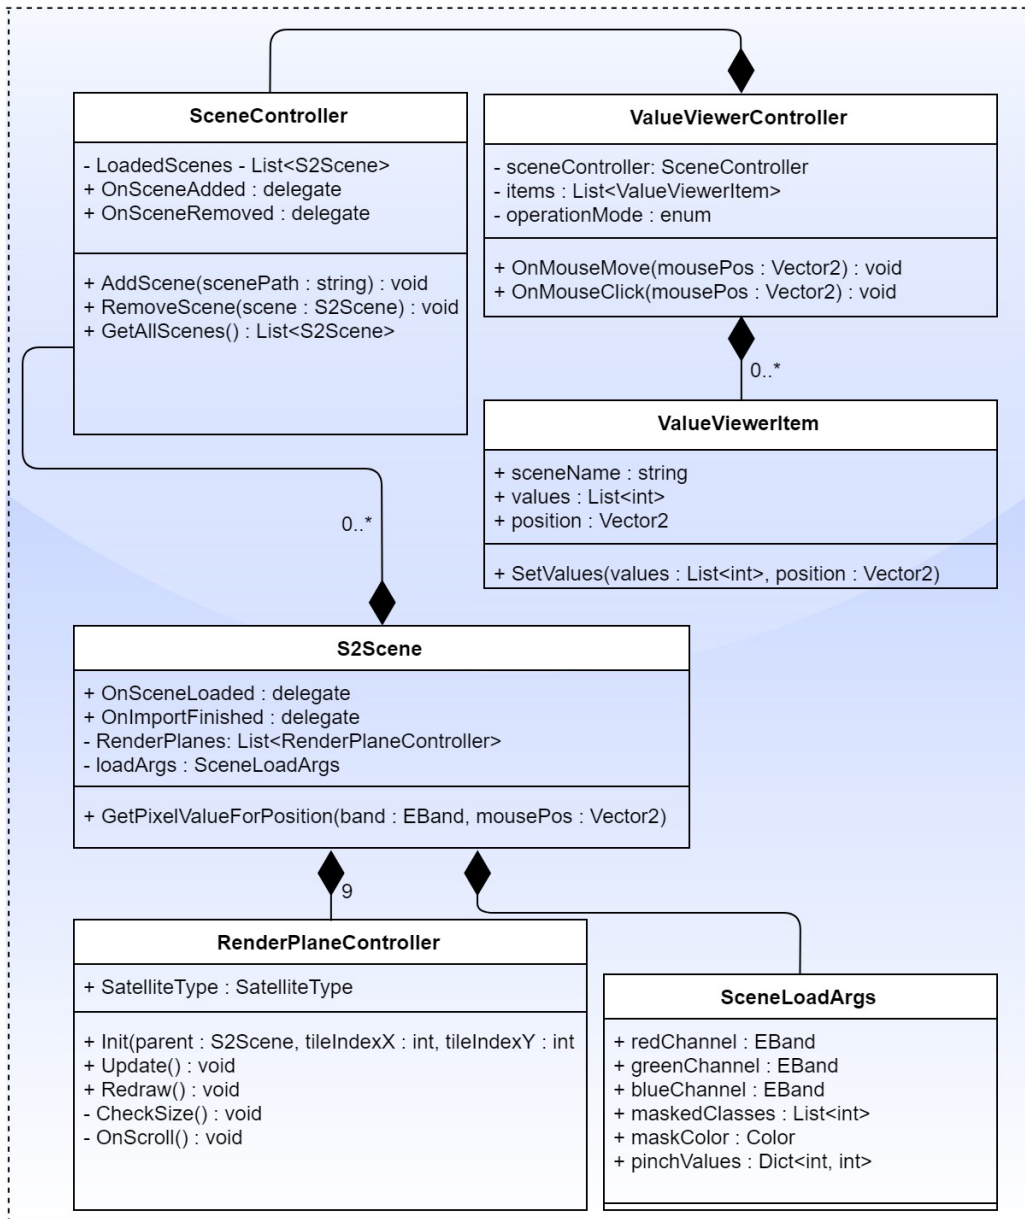 SceneController
- LoadedScenes - List<S2Scene>
+ OnSceneAdded : delegate
+ OnSceneRemoved : delegate
+ AddScene(scenePath : string) : void
+ RemoveScene(scene : S2Scene) : void
+ GetAllScenes() : List<S2Scene>
ValueViewerController
- sceneController: SceneController
- items : List<ValueViewerItem>
- operationMode : enum
+ OnMouseMove(mousePos : Vector2) : void
+ OnMouseClick(mousePos : Vector2) : void
0..*
ValueViewerItem
+ sceneName : string
+ values : List<int>
+ position : Vector2
+ SetValues(values : List<int>, position : Vector2)
0..*
S2Scene
+ OnSceneLoaded : delegate
+ OnImportFinished : delegate
- RenderPlanes: List<RenderPlaneController>
- loadArgs : SceneLoadArgs
+ GetPixelValueForPosition(band : EBand, mousePos : Vector2)
9
RenderPlaneController
+ SatelliteType : SatelliteType
+ Init(parent : S2Scene, tileIndexX : int, tileIndexY : int
+ Update() : void
+ Redraw() : void
- CheckSize() : void
- OnScroll() : void
SceneLoadArgs
+ redChannel : EBand
+ greenChannel : EBand
+ blueChannel : EBand
+ maskedClasses : List<int>
+ maskColor : Color
+ pinchValues : Dict<int, int>